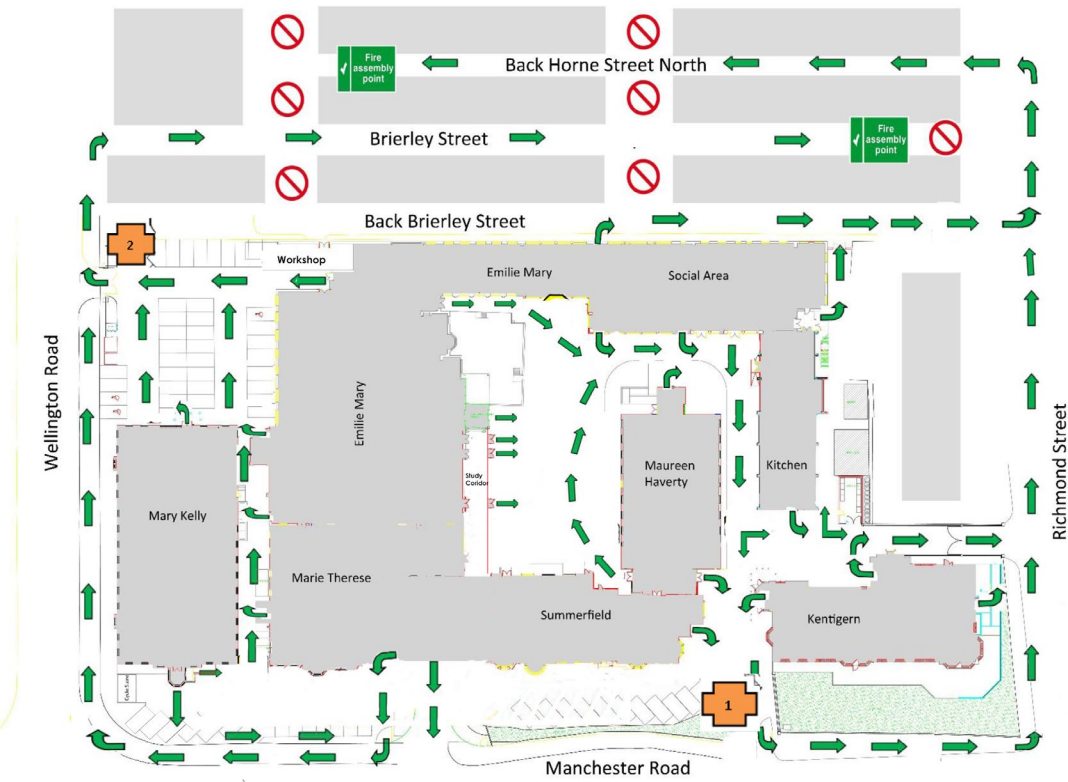 Fire
assembly
point
Back Horne Street North
Brierley Street
Fire
assembly
point
Back Brierley Street
2
Workshop
Emilie Mary
Social Area
Wellington Road
Emilie Mary
Richmond Street
Study
Coridor
Maureen
Haverty
Kitchen
Mary Kelly
Marie Therese
Summerfield
Kentigern
1
Manchester Road